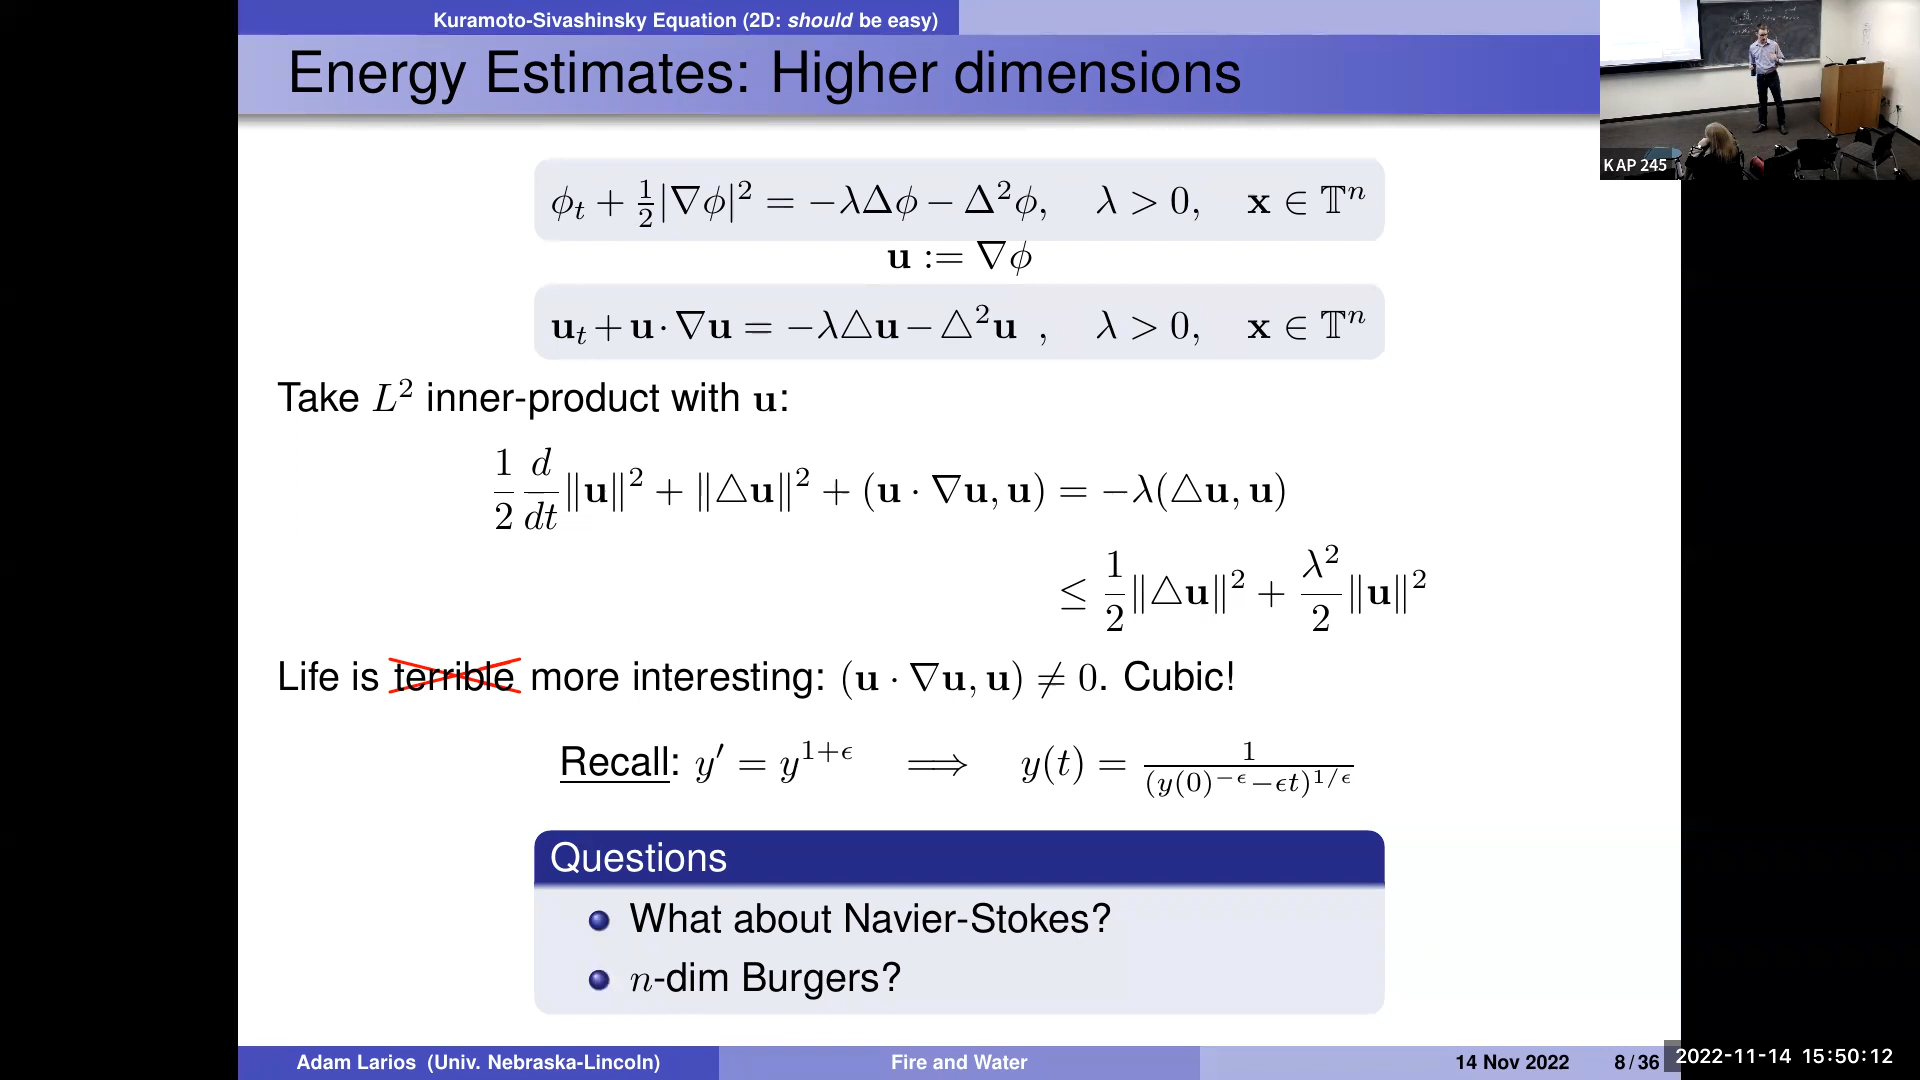 Kuramoto-Sivashinsky Equation (2D: should be easy)
Energy Estimates: Higher dimensions
KAP 245
ϕ_t + ½|∇ϕ|² = −λΔϕ − Δ²ϕ, λ > 0, x ∈ 𝕋ⁿ
u := ∇ϕ
u_t + u · ∇u = −λ△u − △²u , λ > 0, x ∈ 𝕋ⁿ
Take L² inner-product with u:
1/2 d/dt ‖u‖² + ‖△u‖² + (u · ∇u, u) = −λ(△u, u)
≤ 1/2 ‖△u‖² + λ²/2 ‖u‖²
Life is terrible more interesting: (u · ∇u, u) ≠ 0. Cubic!
Recall: y′ = y^{1+ϵ} ⟹ y(t) = 1/(y(0)^{−ϵ}−ϵt)^{1/ϵ}
Questions
What about Navier-Stokes?
n-dim Burgers?
Adam Larios (Univ. Nebraska-Lincoln) Fire and Water 14 Nov 2022 8/36
2022-11-14 15:50:12